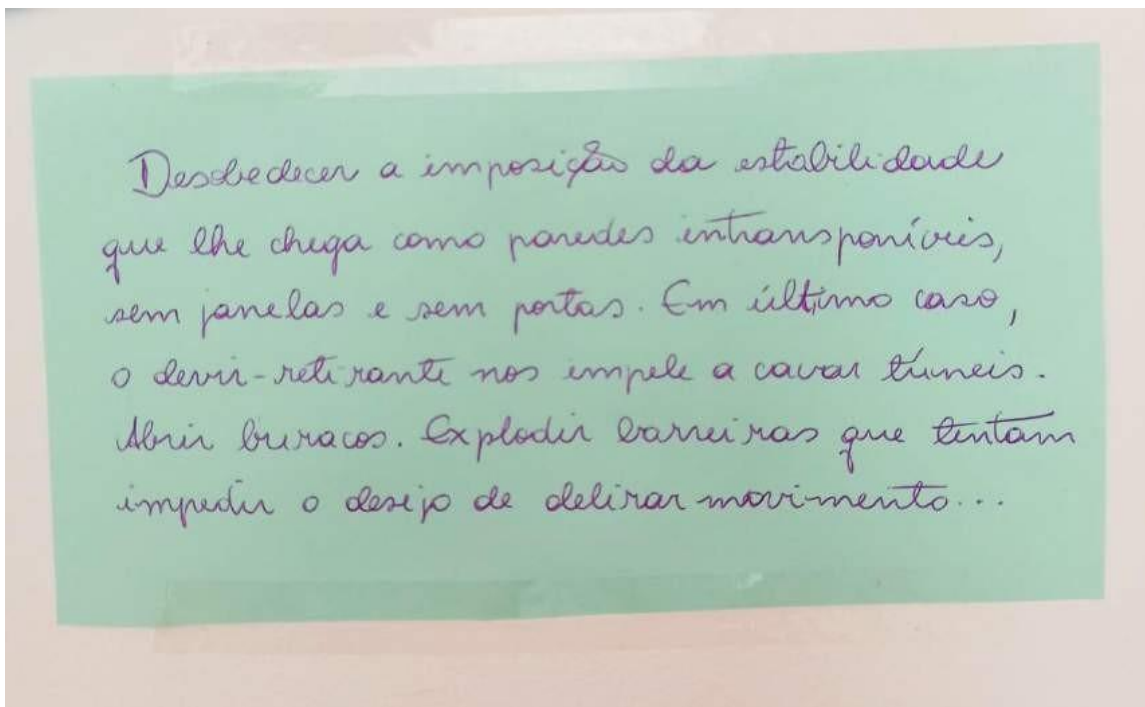 Desobedecer a imposição da estabilidade
que lhe chega como paredes intransponíveis,
sem janelas e sem portas. Em último caso,
o devir-retirante nos impele a cavar túneis.
Abrir buracos. Explodir barreiras que tentam
impedir o desejo de delirar movimento...